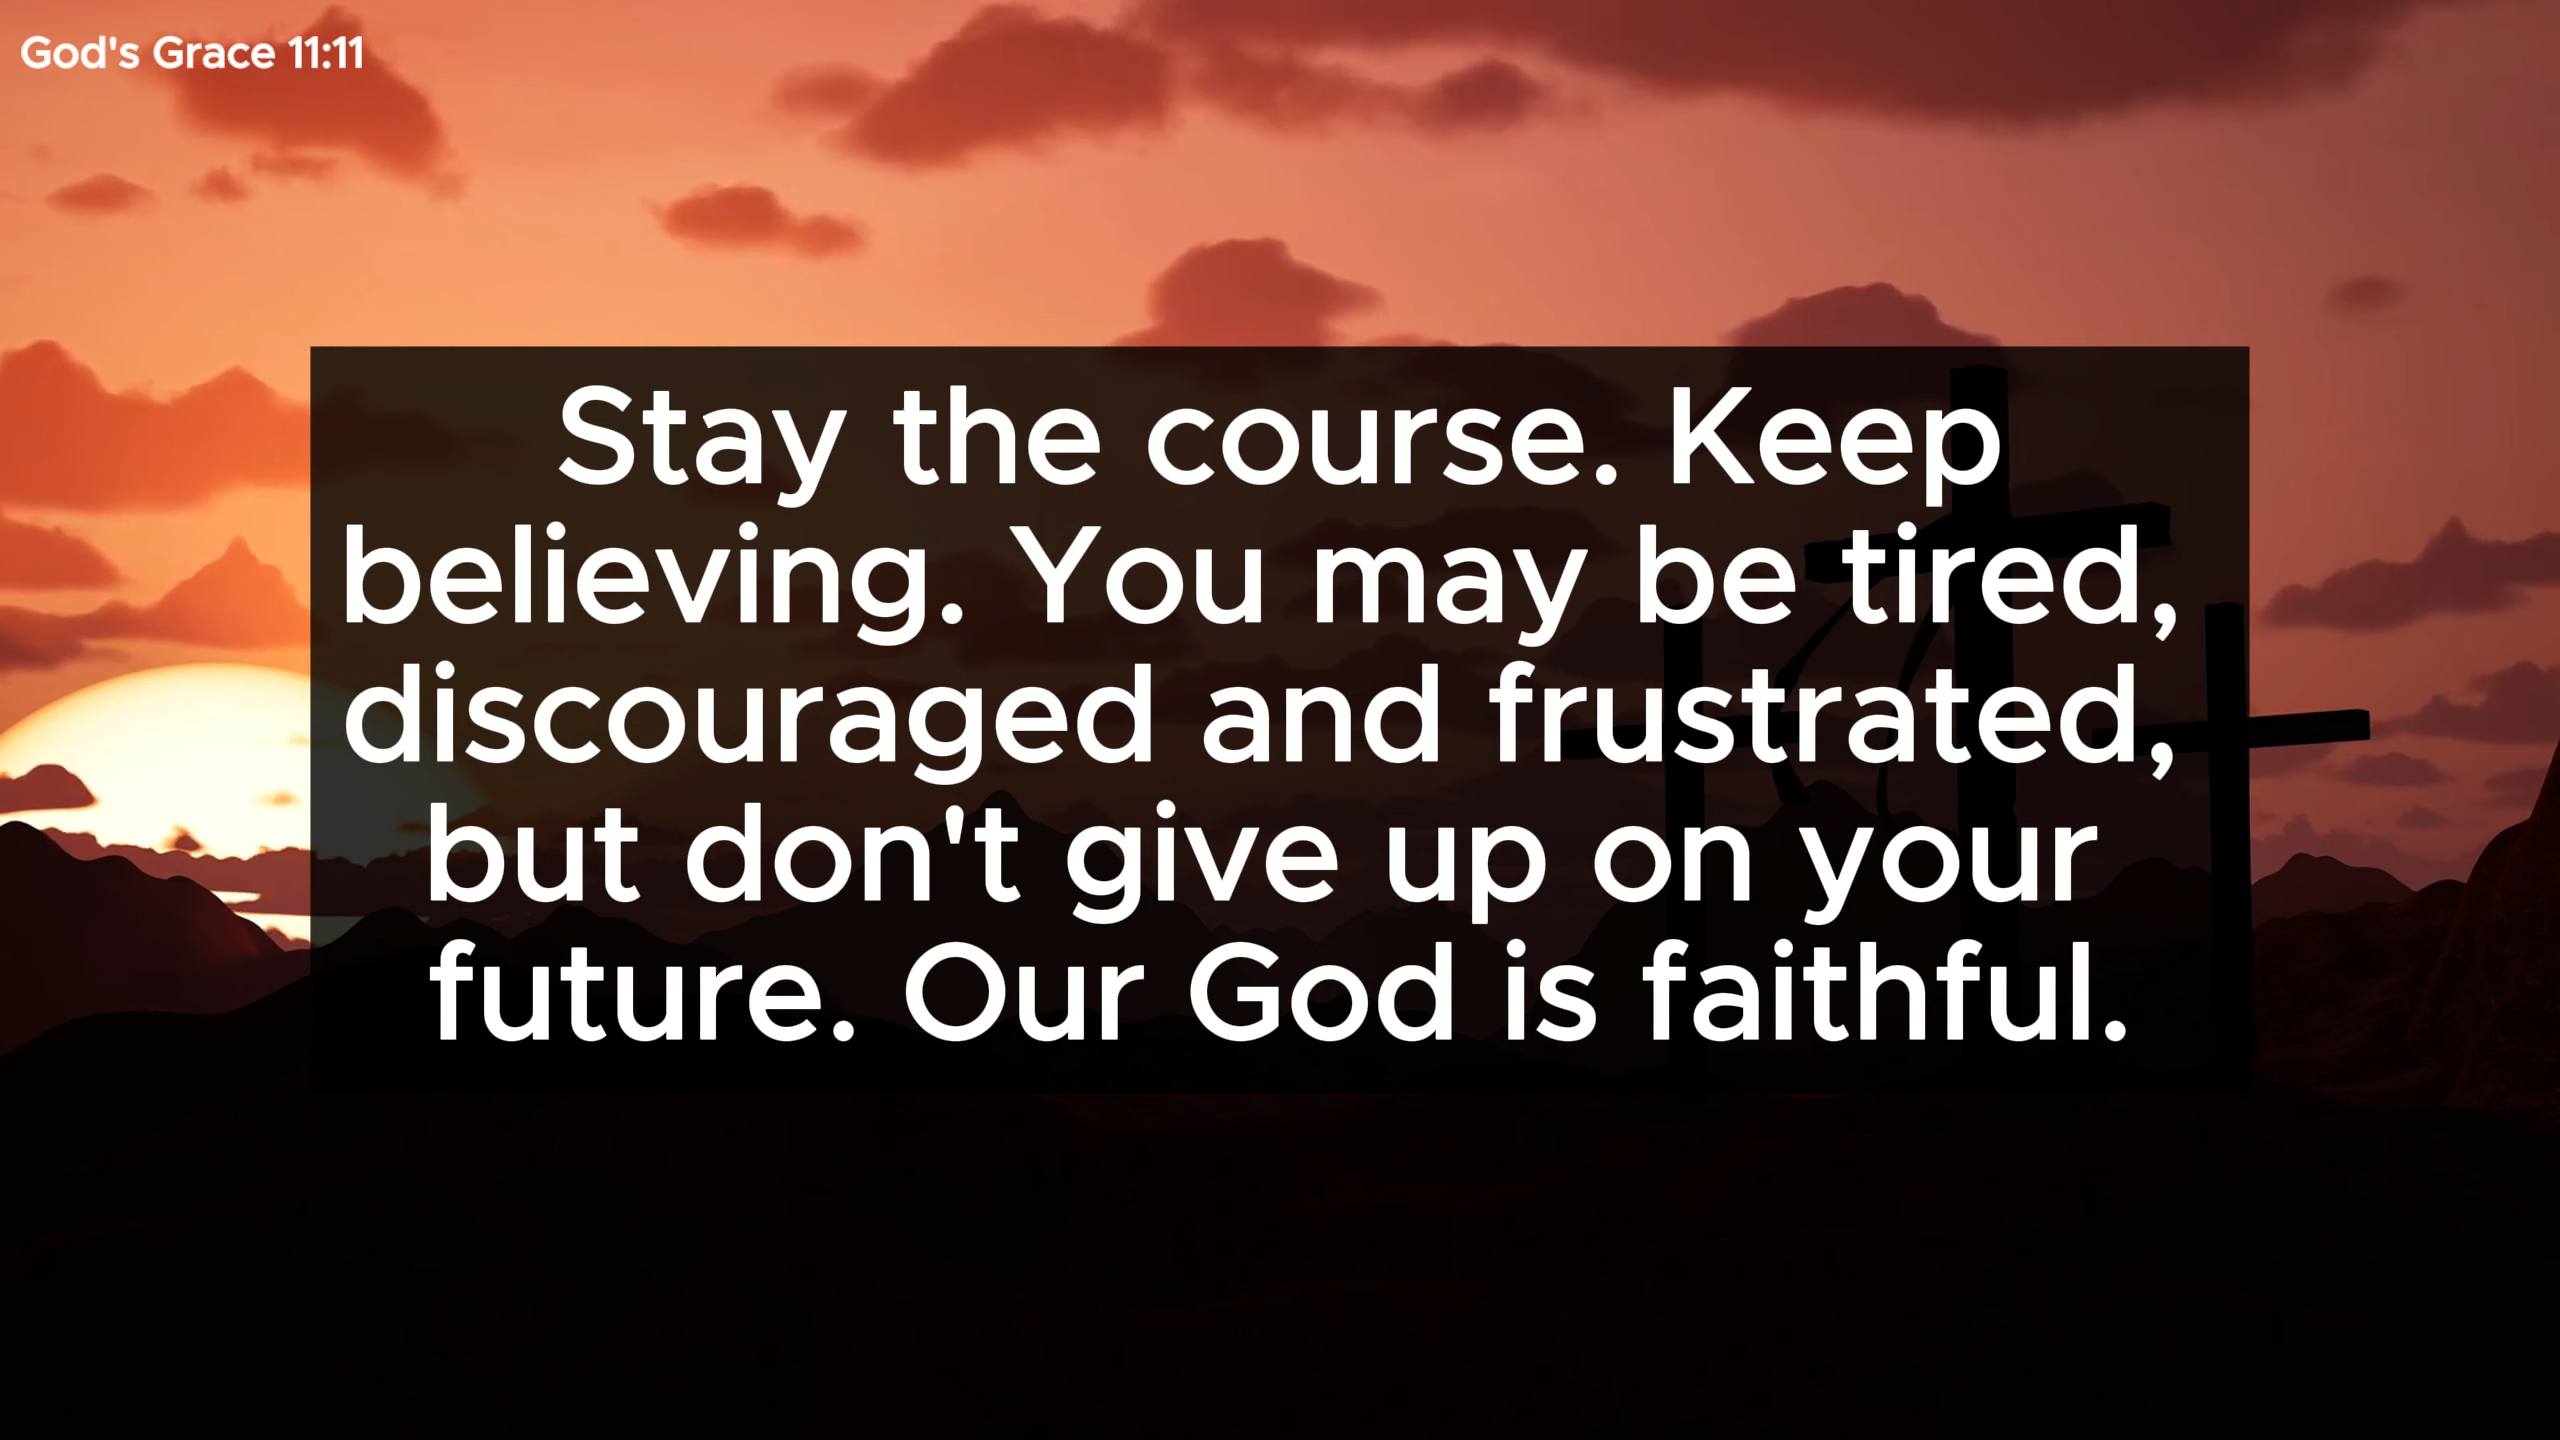 God's Grace 11:11
Stay the course. Keep
believing. You may be tired,
discouraged and frustrated,
but don't give up on your
future. Our God is faithful.